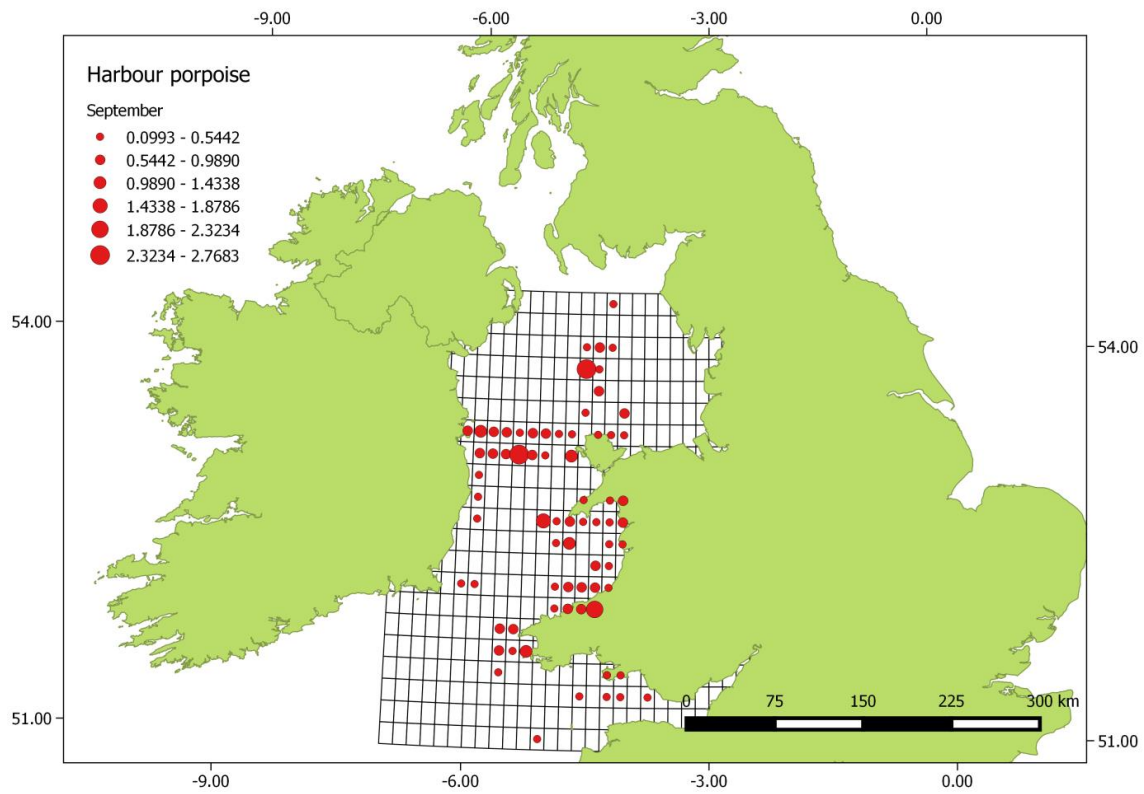 -9.00 -6.00 -3.00 0.00
Harbour porpoise
September
0.0993 - 0.5442
0.5442 - 0.9890
0.9890 - 1.4338
1.4338 - 1.8786
1.8786 - 2.3234
2.3234 - 2.7683
54.00
54.00
0 75 150 225 300 km
51.00
51.00
-9.00 -6.00 -3.00 0.00